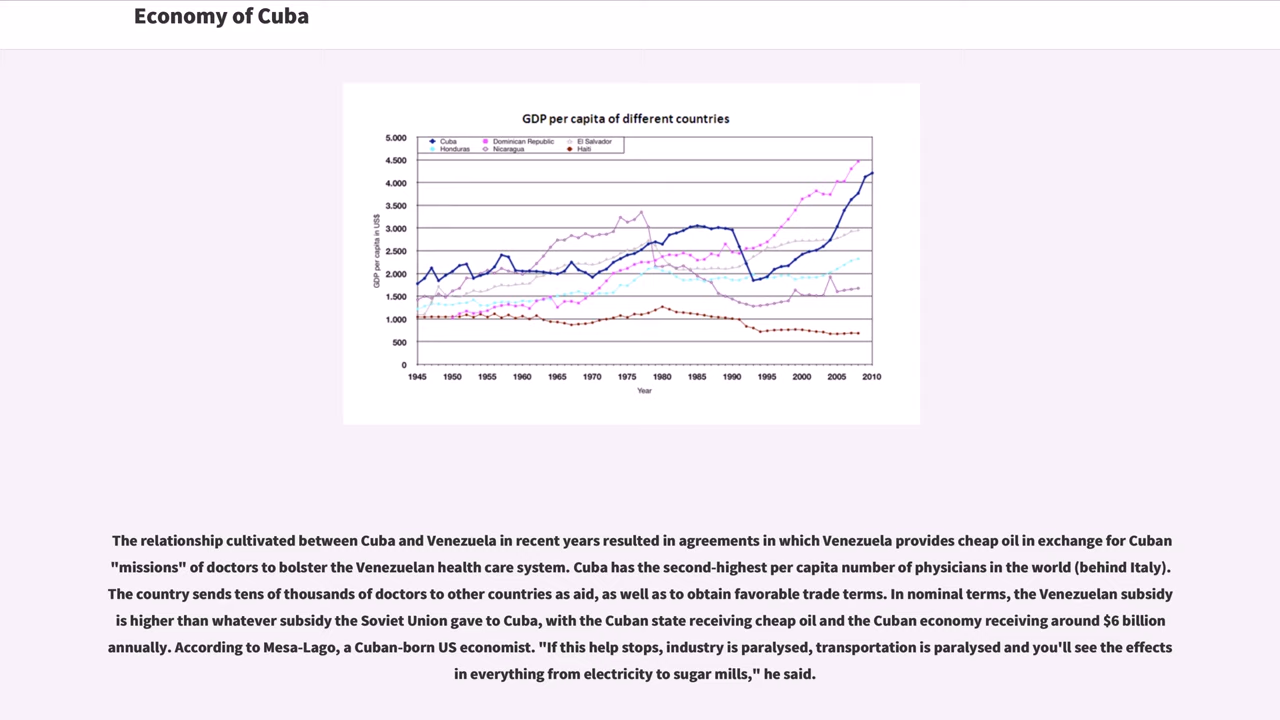 Economy of Cuba
GDP per capita of different countries
5.000
4.500
4.000
3.500
3.000
2.500
2.000
1.500
1.000
500
0
GDP per capita in US$
Cuba Dominican Republic El Salvador
Honduras Nicaragua Haiti
1945 1950 1955 1960 1965 1970 1975 1980 1985 1990 1995 2000 2005 2010
Year
The relationship cultivated between Cuba and Venezuela in recent years resulted in agreements in which Venezuela provides cheap oil in exchange for Cuban
"missions" of doctors to bolster the Venezuelan health care system. Cuba has the second-highest per capita number of physicians in the world (behind Italy).
The country sends tens of thousands of doctors to other countries as aid, as well as to obtain favorable trade terms. In nominal terms, the Venezuelan subsidy
is higher than whatever subsidy the Soviet Union gave to Cuba, with the Cuban state receiving cheap oil and the Cuban economy receiving around $6 billion
annually. According to Mesa-Lago, a Cuban-born US economist. "If this help stops, industry is paralysed, transportation is paralysed and you'll see the effects
in everything from electricity to sugar mills," he said.